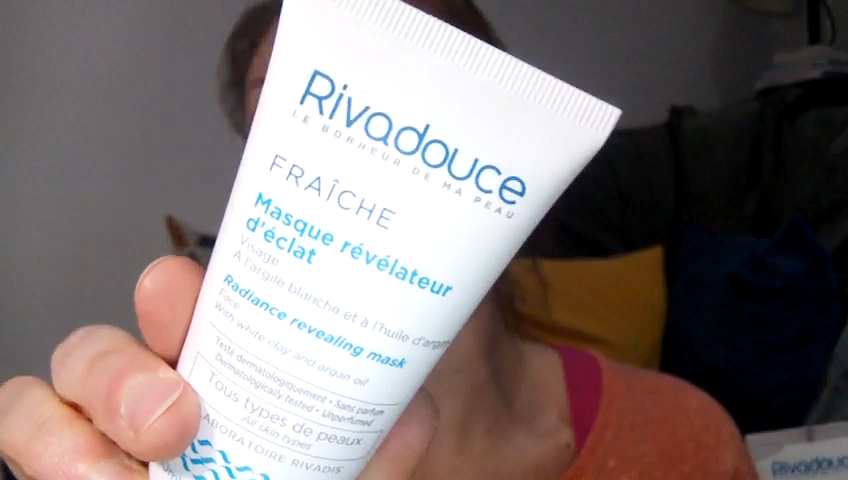 Rivadouce
LE BONHEUR DE MA PEAU
FRAÎCHE
Masque révélateur
d'éclat
Visage
À l'argile blanche et à l'huile d'argan
Radiance revealing mask
Face
With white clay and argan oil
Testé dermatologiquement • Sans parfum
Dermatologically tested • Unperfumed
Tous types de peaux
All skin types
LABORATOIRE RIVADIS
Rivadouc